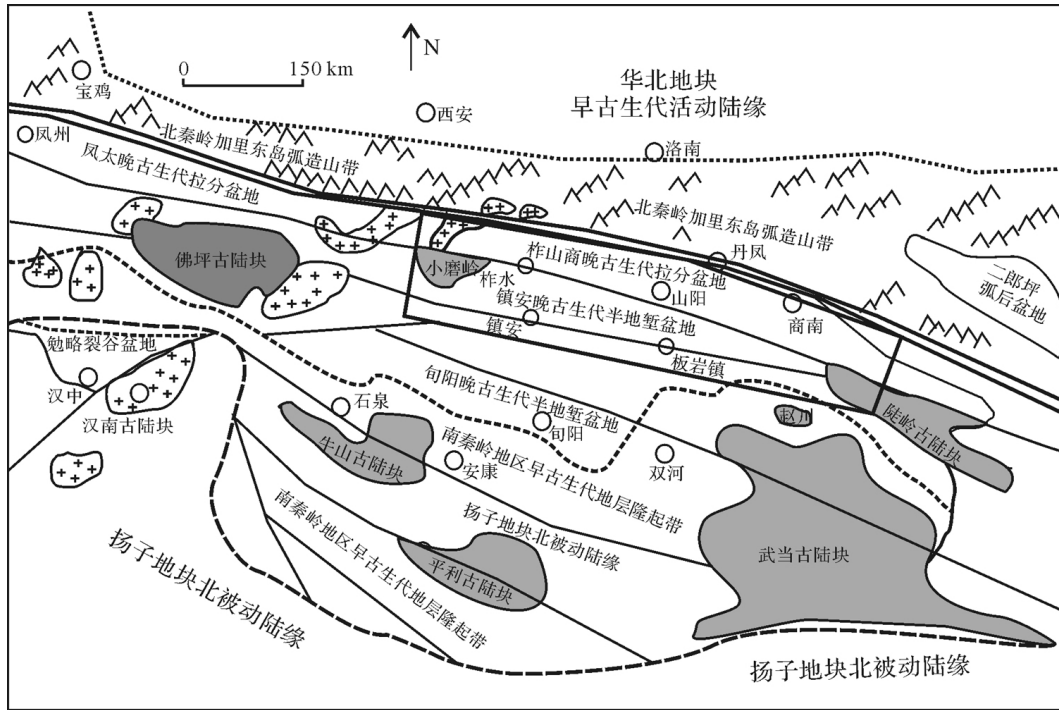 N
0
150 km
华北地块
早古生代活动陆缘
宝鸡
西安
凤州
洛南
北秦岭加里东岛弧造山带
凤太晚古生代拉分盆地
北秦岭加里东岛弧造山带
丹凤
柞山商晚古生代拉分盆地
二郎坪
弧后盆地
佛坪古陆块
小磨岭
柞水
山阳
镇安晚古生代半地堑盆地
商南
镇安
板岩镇
勉略裂谷盆地
汉中
汉南古陆块
旬阳晚古生代半地堑盆地
石泉
旬阳
赵川
陡岭古陆块
牛山古陆块
安康
双河
南秦岭地区早古生代地层隆起带
扬子地块北被动陆缘
南秦岭地区早古生代地层隆起带
平利古陆块
武当古陆块
扬子地块北被动陆缘
扬子地块北被动陆缘